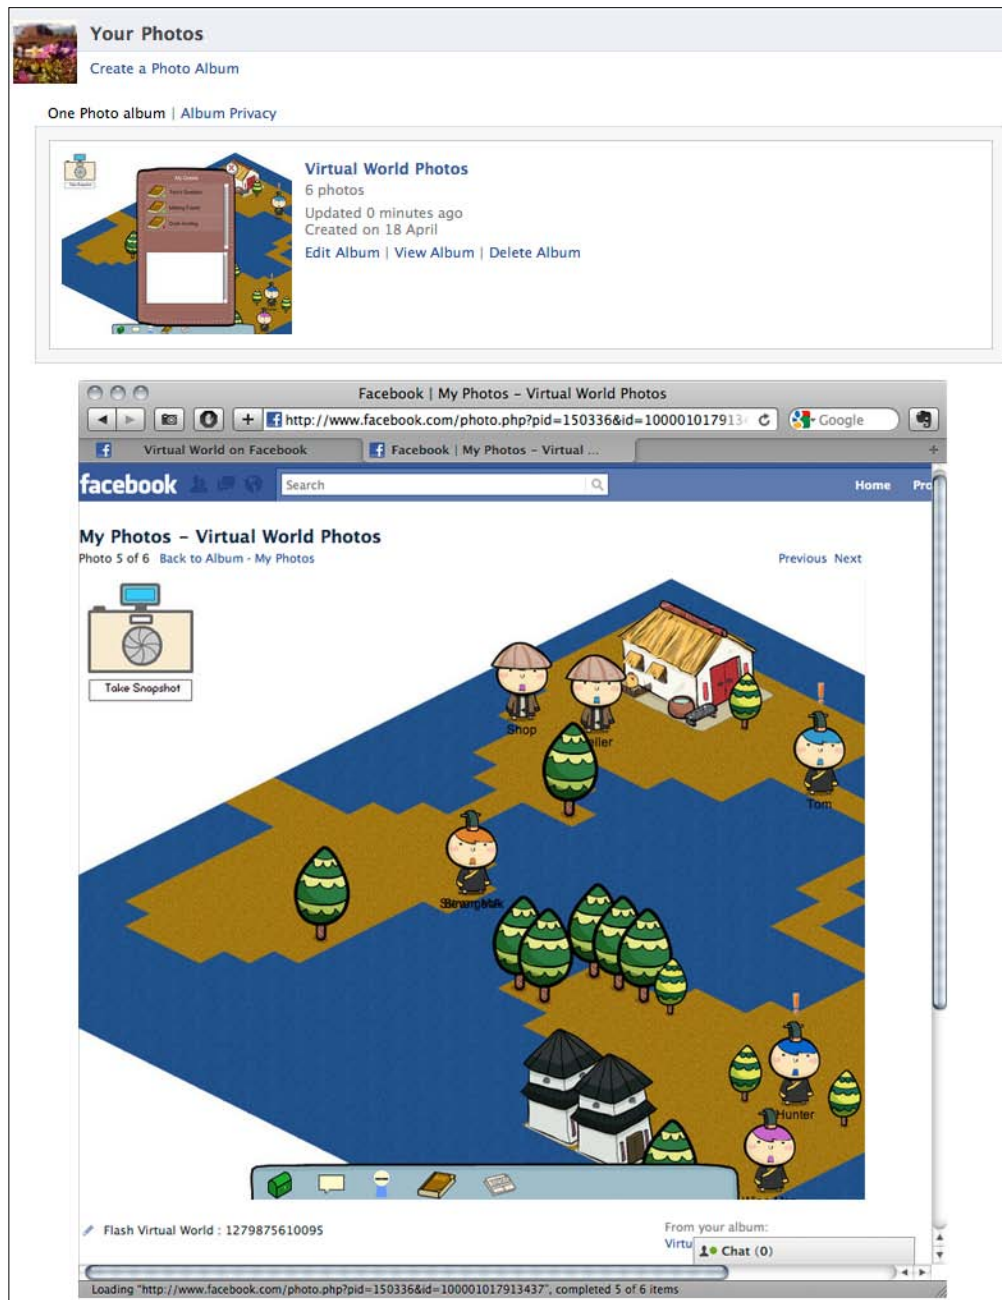 Your Photos
Create a Photo Album
One Photo album | Album Privacy
Virtual World Photos
6 photos
Updated 0 minutes ago
Created on 18 April
Edit Album | View Album | Delete Album
Facebook | My Photos – Virtual World Photos
http://www.facebook.com/photo.php?pid=150336&id=1000010179134
Google
Virtual World on Facebook
Facebook | My Photos – Virtual ...
facebook
Search
Home Pro
My Photos – Virtual World Photos
Photo 5 of 6 Back to Album · My Photos
Previous Next
Take Snapshot
Shop
Tom
Hunter
Flash Virtual World : 1279875610095
From your album:
Virtu
Chat (0)
Loading "http://www.facebook.com/photo.php?pid=150336&id=100001017913437", completed 5 of 6 items